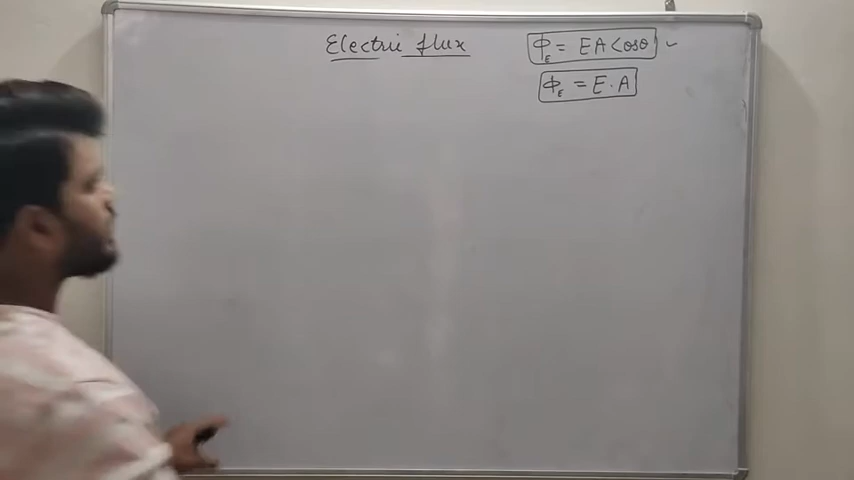 Electric flux
Φ_E = EA Cosθ ✓
Φ_E = E · A